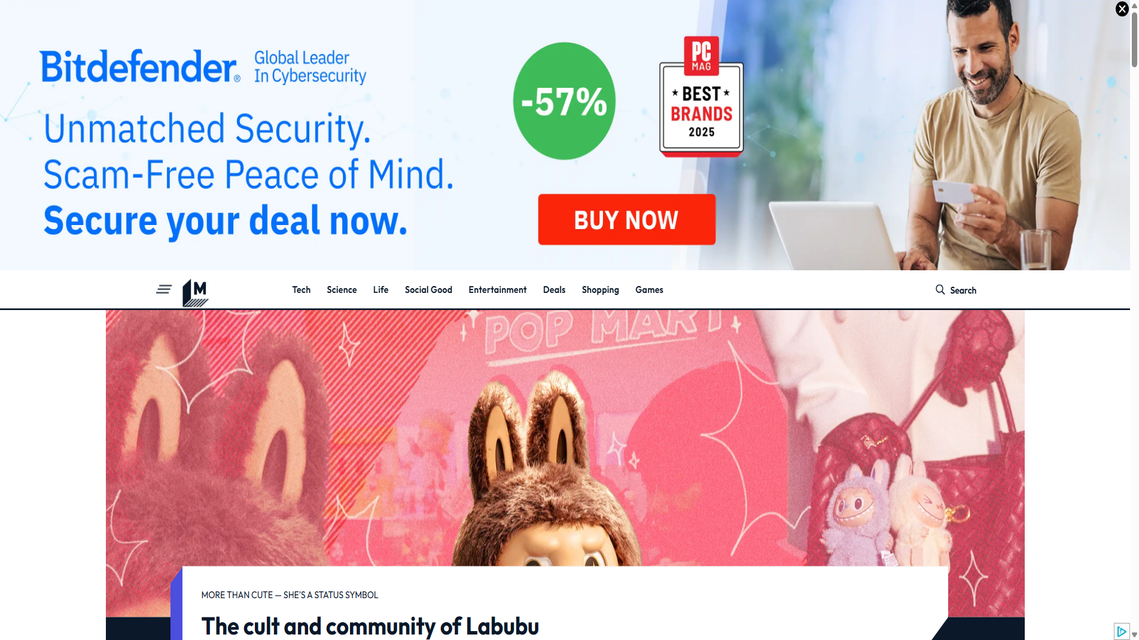 Bitdefender®
Global Leader
In Cybersecurity
Unmatched Security.
Scam-Free Peace of Mind.
Secure your deal now.
-57%
PC
MAG
BEST
BRANDS
2025
BUY NOW
M
Tech Science Life Social Good Entertainment Deals Shopping Games
Search
POP MART
MORE THAN CUTE — SHE'S A STATUS SYMBOL
The cult and community of Labubu